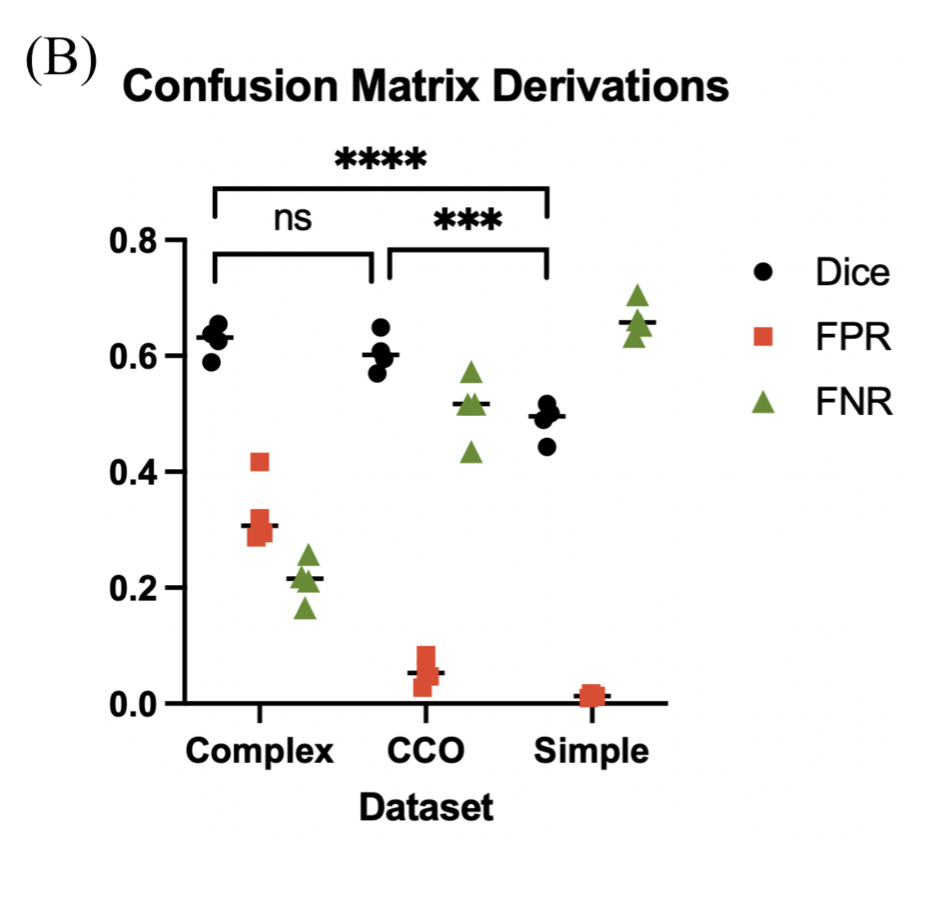 (B)
Confusion Matrix Derivations
****
ns
***
0.8
0.6
0.4
0.2
0.0
Dice
FPR
FNR
Complex CCO Simple
Dataset